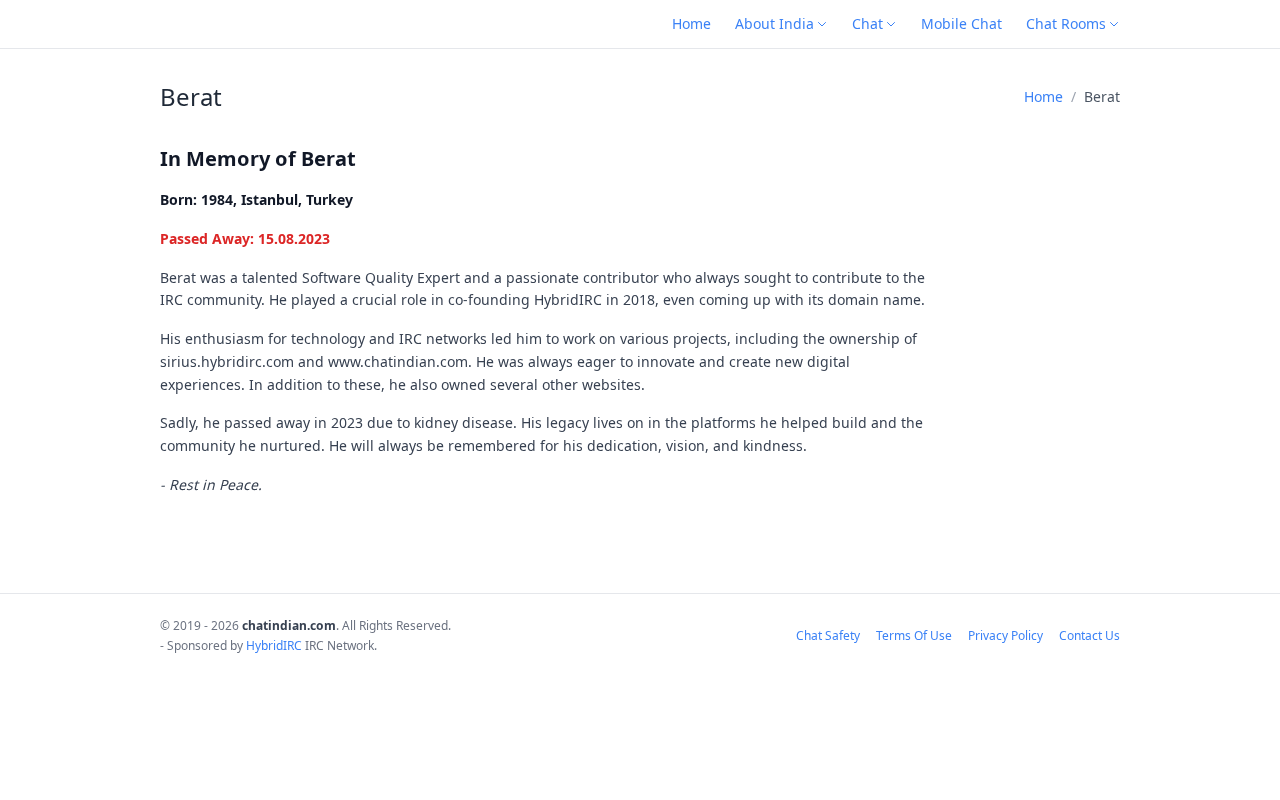 Home About India Chat Mobile Chat Chat Rooms
Berat
Home / Berat
In Memory of Berat
Born: 1984, Istanbul, Turkey
Passed Away: 15.08.2023
Berat was a talented Software Quality Expert and a passionate contributor who always sought to contribute to the
IRC community. He played a crucial role in co-founding HybridIRC in 2018, even coming up with its domain name.
His enthusiasm for technology and IRC networks led him to work on various projects, including the ownership of
sirius.hybridirc.com and www.chatindian.com. He was always eager to innovate and create new digital
experiences. In addition to these, he also owned several other websites.
Sadly, he passed away in 2023 due to kidney disease. His legacy lives on in the platforms he helped build and the
community he nurtured. He will always be remembered for his dedication, vision, and kindness.
- Rest in Peace.
© 2019 - 2026 chatindian.com. All Rights Reserved.
- Sponsored by HybridIRC IRC Network.
Chat Safety Terms Of Use Privacy Policy Contact Us